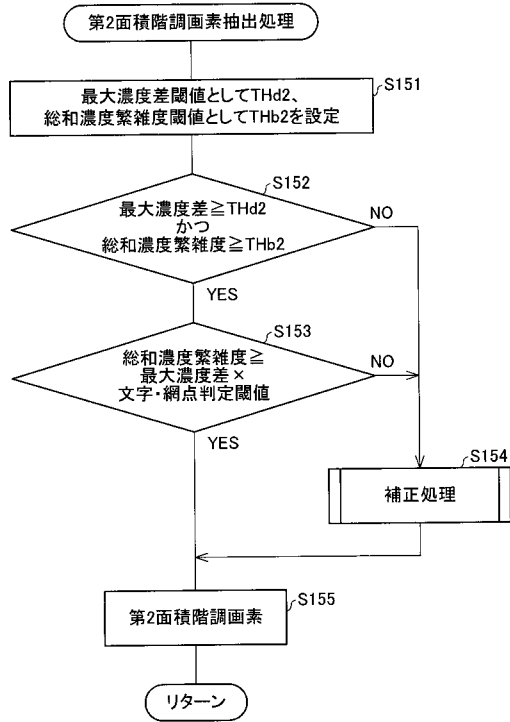 第2面積階調画素抽出処理
S151
最大濃度差閾値としてTHd2、
総和濃度繁雑度閾値としてTHb2を設定
S152
最大濃度差≧THd2
かつ
総和濃度繁雑度≧THb2
NO
YES
S153
総和濃度繁雑度≧
最大濃度差×
文字・網点判定閾値
NO
YES
S154
補正処理
S155
第2面積階調画素
リターン